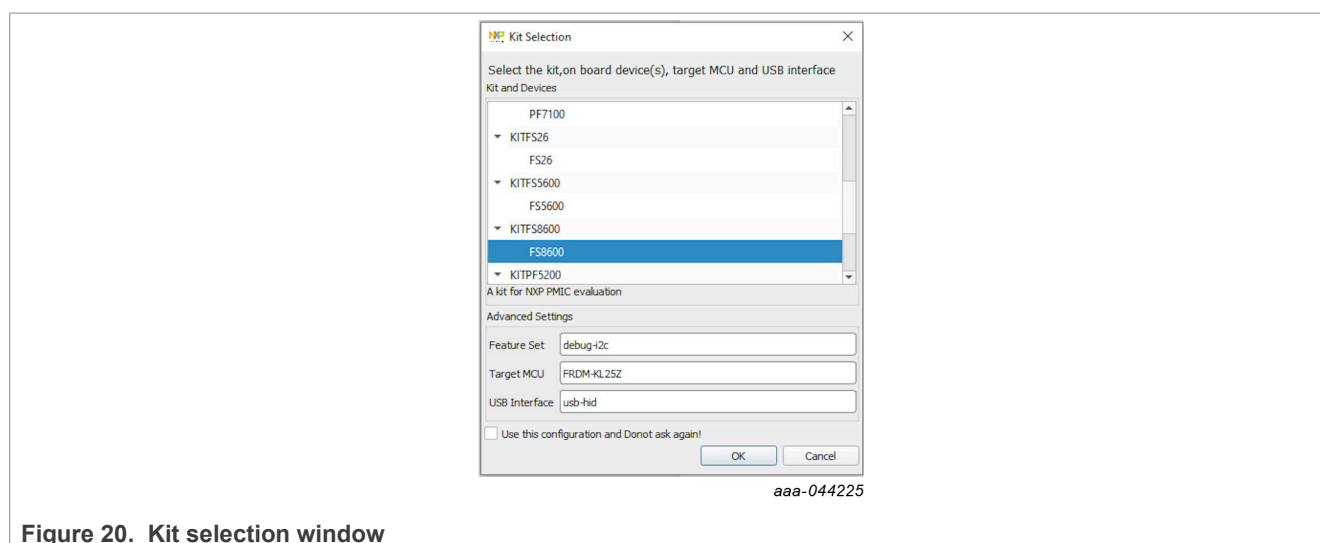 NXP Kit Selection
Select the kit,on board device(s), target MCU and USB interface
Kit and Devices
PF7100
KITFS26
FS26
KITFS5600
FS5600
KITFS8600
FS8600
KITPF5200
A kit for NXP PMIC evaluation
Advanced Settings
Feature Set debug-i2c
Target MCU FRDM-KL25Z
USB Interface usb-hid
Use this configuration and Donot ask again!
OK Cancel
aaa-044225
Figure 20. Kit selection window